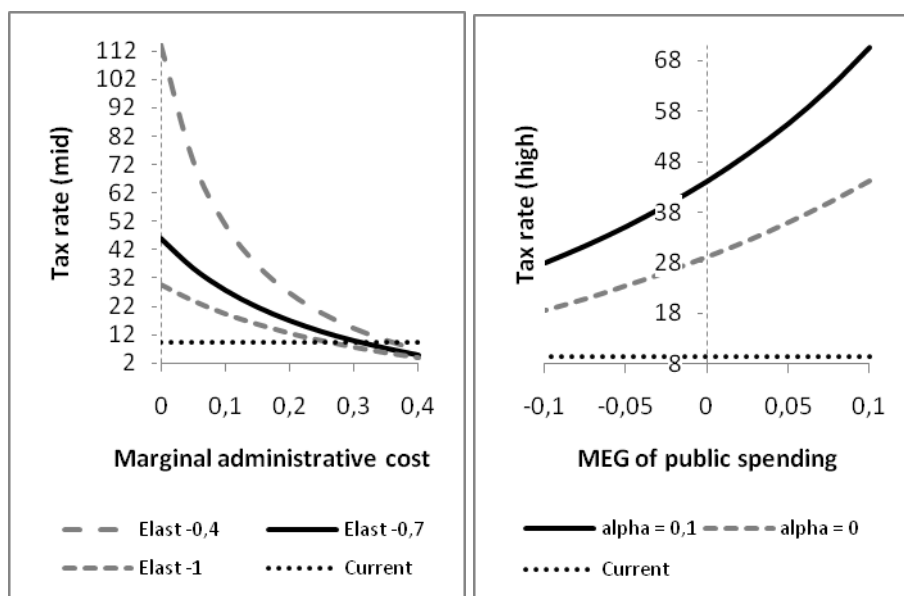 Tax rate (mid)
112
102
92
82
72
62
52
42
32
22
12
2
0 0,1 0,2 0,3 0,4
Marginal administrative cost
Elast -0,4 Elast -0,7
Elast -1 Current
Tax rate (high)
68
58
48
38
28
18
8
-0,1 -0,05 0 0,05 0,1
MEG of public spending
alpha = 0,1 alpha = 0
Current